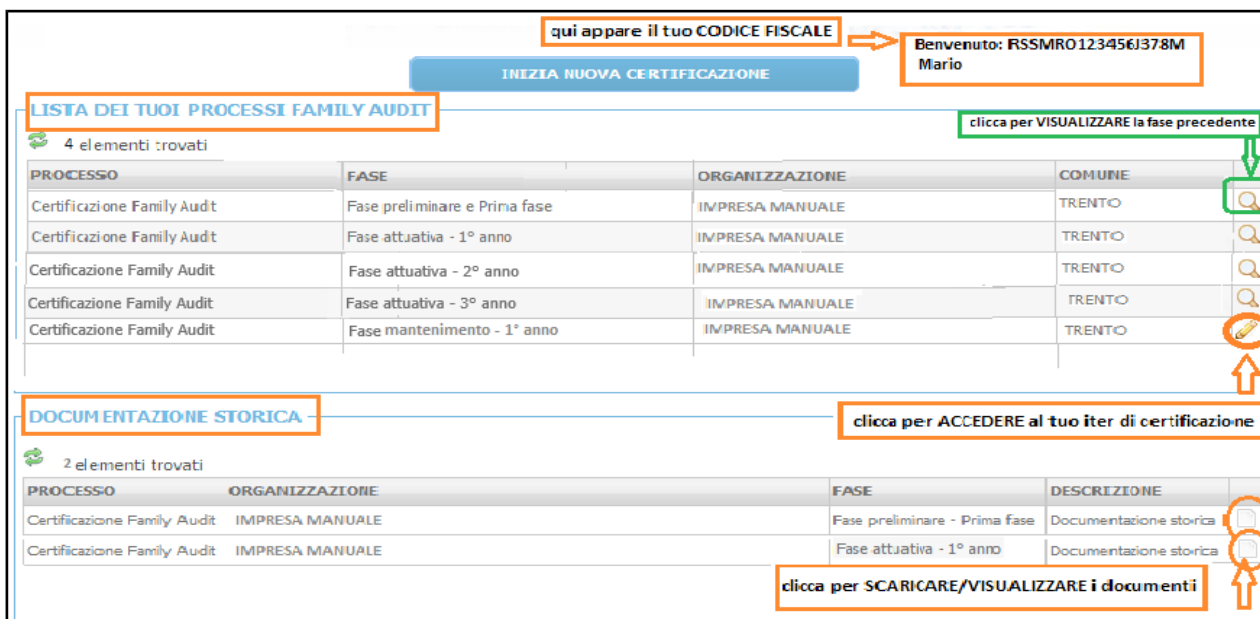 qui appare il tuo CODICE FISCALE
Benvenuto: RSSMRO123456J378M
Mario
INIZIA NUOVA CERTIFICAZIONE
LISTA DEI TUOI PROCESSI FAMILY AUDIT
clicca per VISUALIZZARE la fase precedente
4 elementi trovati
PROCESSO FASE ORGANIZZAZIONE COMUNE
Certificazione Family Audit Fase preliminare e Prima fase IMPRESA MANUALE TRENTO
Certificazione Family Audit Fase attuativa - 1° anno IMPRESA MANUALE TRENTO
Certificazione Family Audit Fase attuativa - 2° anno IMPRESA MANUALE TRENTO
Certificazione Family Audit Fase attuativa - 3° anno IMPRESA MANUALE TRENTO
Certificazione Family Audit Fase mantenimento - 1° anno IMPRESA MANUALE TRENTO
DOCUMENTAZIONE STORICA
clicca per ACCEDERE al tuo iter di certificazione
2 elementi trovati
PROCESSO ORGANIZZAZIONE FASE DESCRIZIONE
Certificazione Family Audit IMPRESA MANUALE Fase preliminare - Prima fase Documentazione storica
Certificazione Family Audit IMPRESA MANUALE Fase attuativa - 1° anno Documentazione storica
clicca per SCARICARE/VISUALIZZARE i documenti